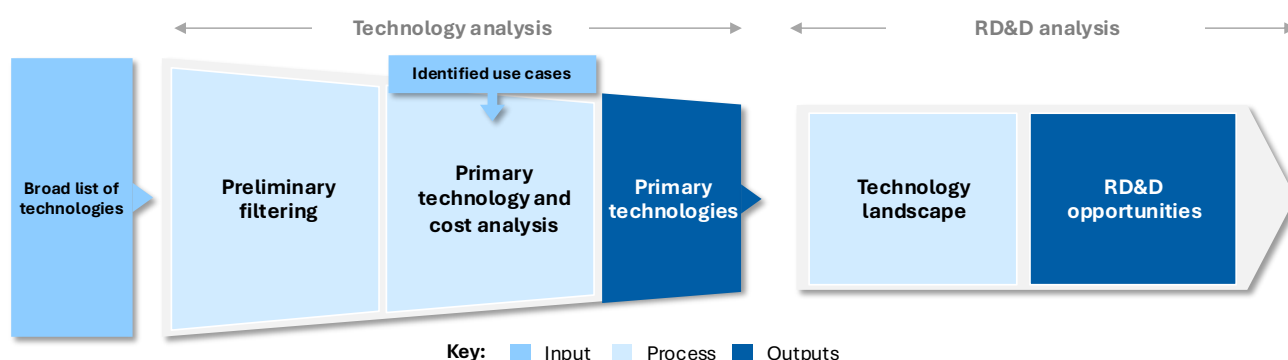 Technology analysis
RD&D analysis
Identified use cases
Broad list of
technologies
Preliminary
filtering
Primary
technology and
cost analysis
Primary
technologies
Technology
landscape
RD&D
opportunities
Key: Input Process Outputs